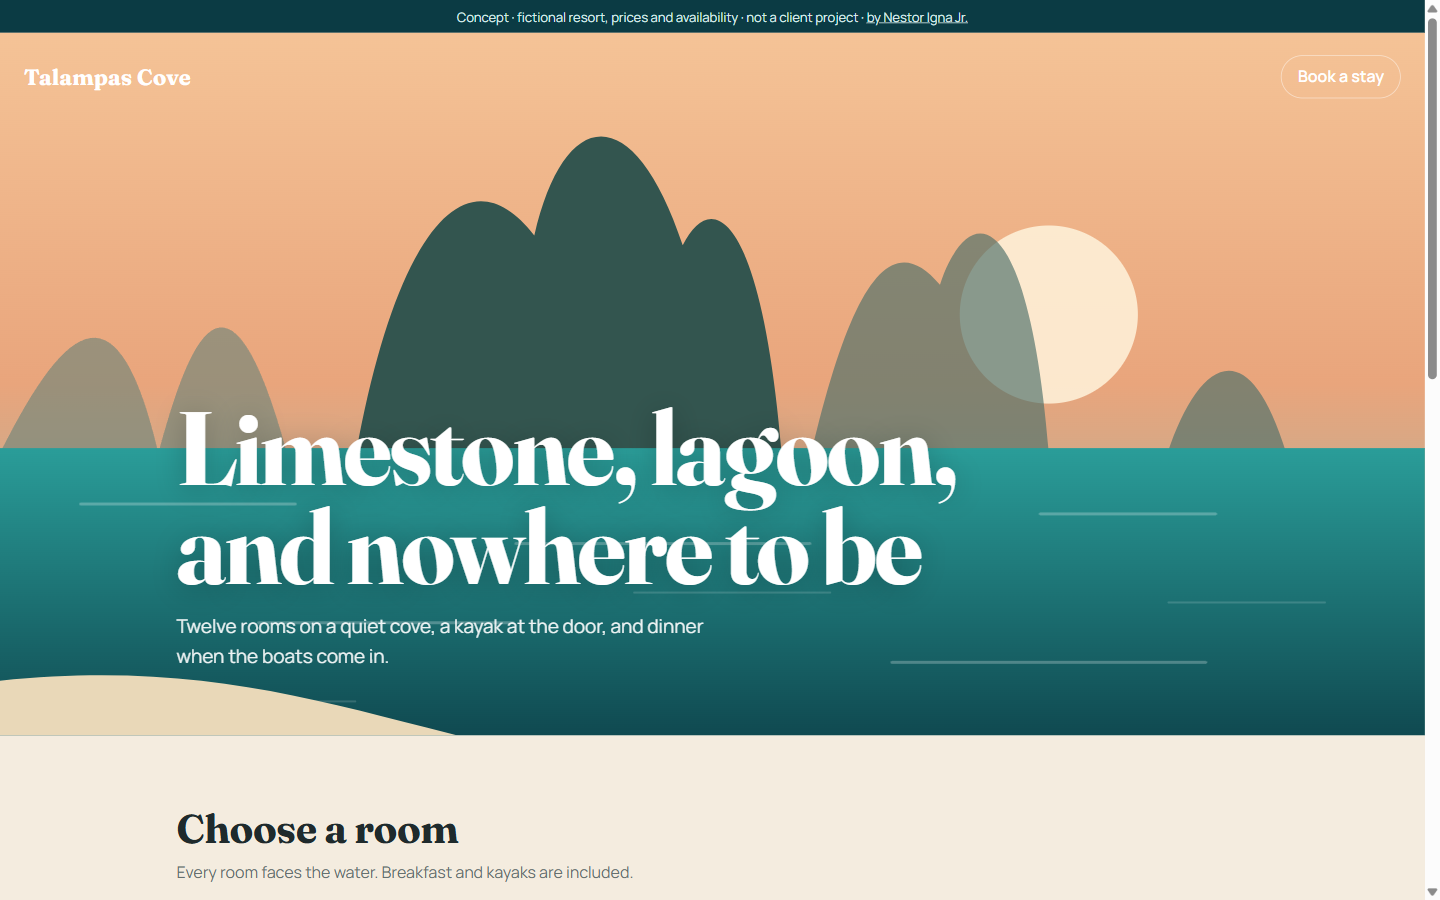 Concept · fictional resort, prices and availability · not a client project · by Nestor Igna Jr.
Talampas Cove
Book a stay
Limestone, lagoon,
and nowhere to be
Twelve rooms on a quiet cove, a kayak at the door, and dinner
when the boats come in.
Choose a room
Every room faces the water. Breakfast and kayaks are included.